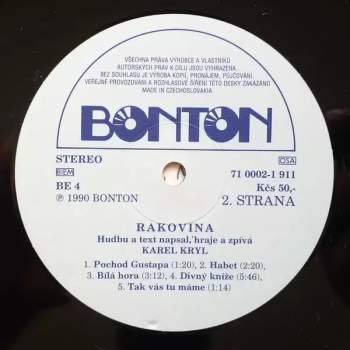 VŠECHNA PRÁVA VÝROBCE A VLASTNÍKŮ
AUTORSKÝCH PRÁV K DÍLU JSOU VYHRAZENA
BEZ SOUHLASU JE VÝROBA KOPIÍ, PRONÁJEM, PŮJČOVÁNÍ,
VEŘEJNÉ PROVOZOVÁNÍ A ROZHLASOVÉ ŠÍŘENÍ TÉTO DESKY ZAKÁZÁNO
MADE IN CZECHOSLOVAKIA
BONTON
STEREO
OSA
BIEM
71 0002-1 911
BE 4
Kčs 50,-
℗ 1990 BONTON
2. STRANA
RAKOVINA
Hudbu a text napsal, hraje a zpívá
KAREL KRYL
1. Pochod Gustapa (1:20), 2. Habet (2:20),
3. Bílá hora (3:12), 4. Divný kníže (5:46),
5. Tak vás tu máme (1:14)